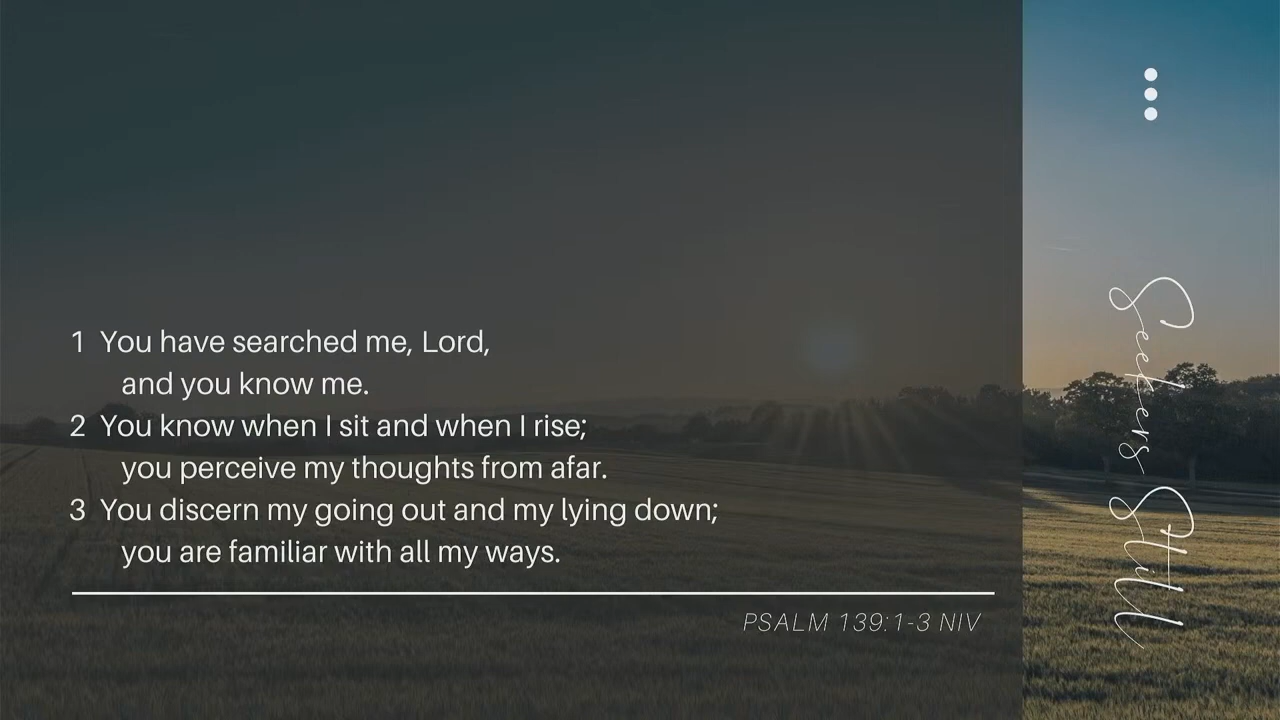 1 You have searched me, Lord,
and you know me.
2 You know when I sit and when I rise;
you perceive my thoughts from afar.
3 You discern my going out and my lying down;
you are familiar with all my ways.
PSALM 139:1-3 NIV
Seekers Still